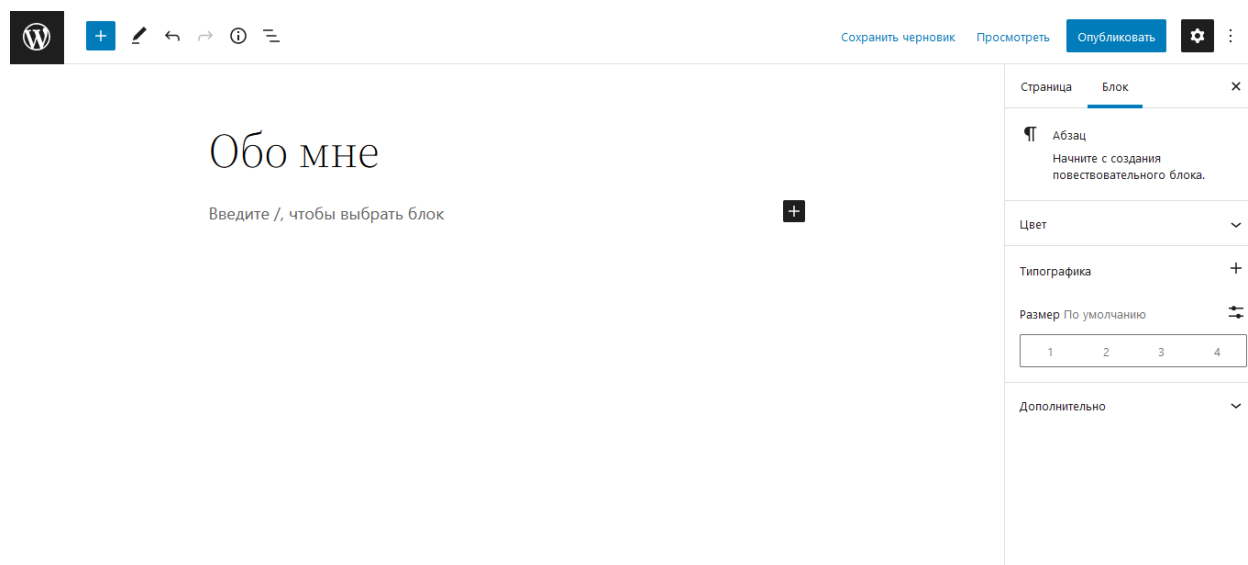 Сохранить черновик Просмотреть Опубликовать
Страница Блок
Обо мне
Введите /, чтобы выбрать блок
Абзац
Начните с создания
повествовательного блока.
Цвет
Типографика
Размер По умолчанию
1 2 3 4
Дополнительно